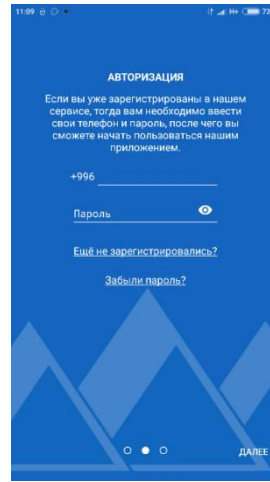 11:09
H+ 73
АВТОРИЗАЦИЯ
Если вы уже зарегистрированы в нашем
сервисе, тогда вам необходимо ввести
свои телефон и пароль, после чего вы
сможете начать пользоваться нашим
приложением.
+996
Пароль
Ещё не зарегистрировались?
Забыли пароль?
ДАЛЕЕ